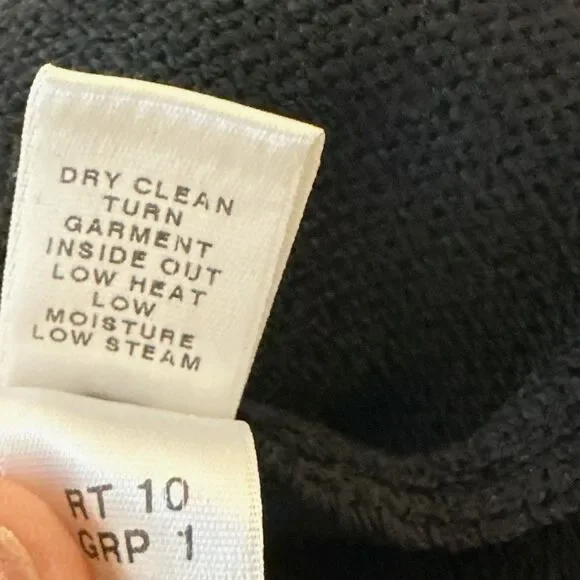 DRY CLEAN
TURN
GARMENT
INSIDE OUT
LOW HEAT
LOW
MOISTURE
LOW STEAM
RT 10
GRP 1